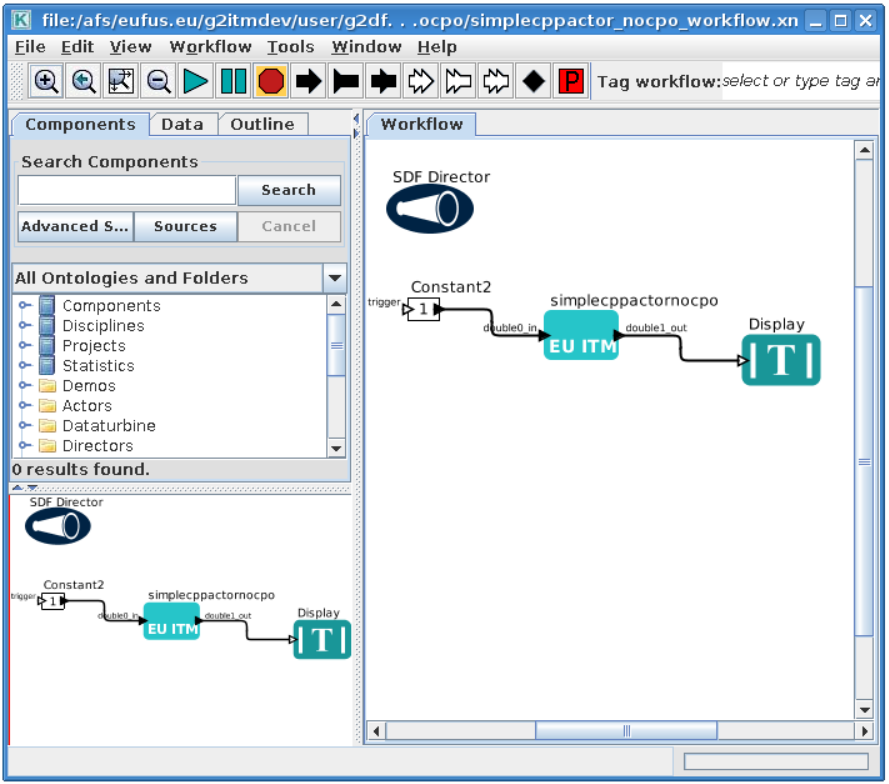 file:/afs/eufus.eu/g2itmdev/user/g2df. . .ocpo/simplecppactor_nocpo_workflow.xn
File Edit View Workflow Tools Window Help
P Tag workflow: select or type tag an
Components Data Outline
Search Components
Search
Advanced S... Sources Cancel
All Ontologies and Folders
Components
Disciplines
Projects
Statistics
Demos
Actors
Dataturbine
Directors
0 results found.
SDF Director
Constant2
trigger
1
simplecppactornocpo
double0_in
EU ITM
double1_out
Display
T
Workflow
SDF Director
Constant2
trigger
1
simplecppactornocpo
double0_in
EU ITM
double1_out
Display
T